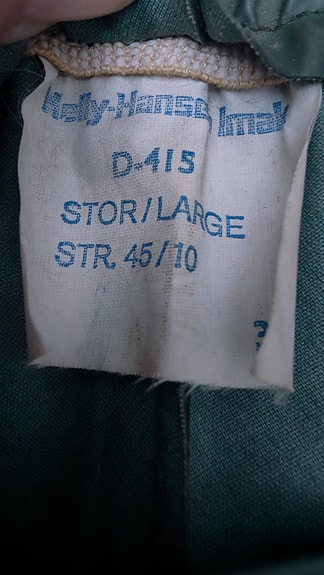 Helly-Hansen Imak
D-415
STOR/LARGE
STR. 45/10